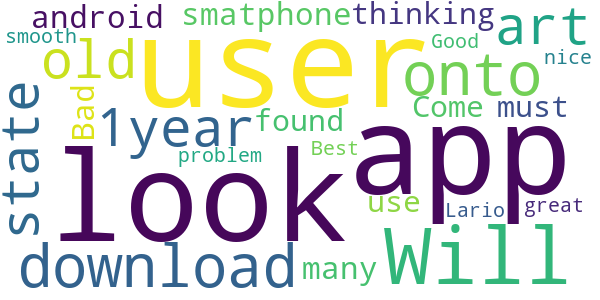 android smatphone thinking art
smooth user Good nice
old onto
state Bad 1year found Come must
problem Best app
look use Lario great
download many Will